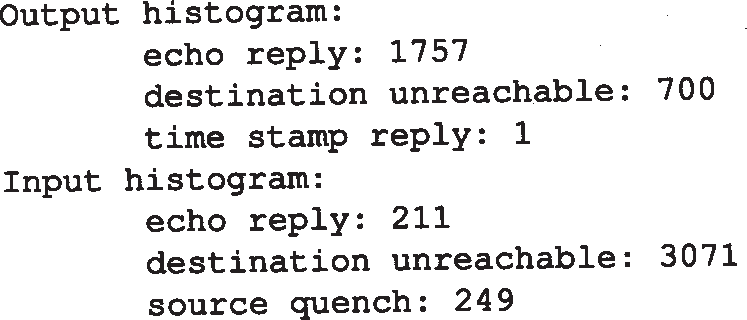 Output histogram:
echo reply: 1757
destination unreachable: 700
time stamp reply: 1
Input histogram:
echo reply: 211
destination unreachable: 3071
source quench: 249